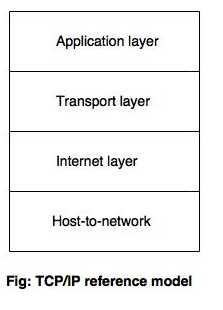 Application layer
Transport layer
Internet layer
Host-to-network
Fig: TCP/IP reference model